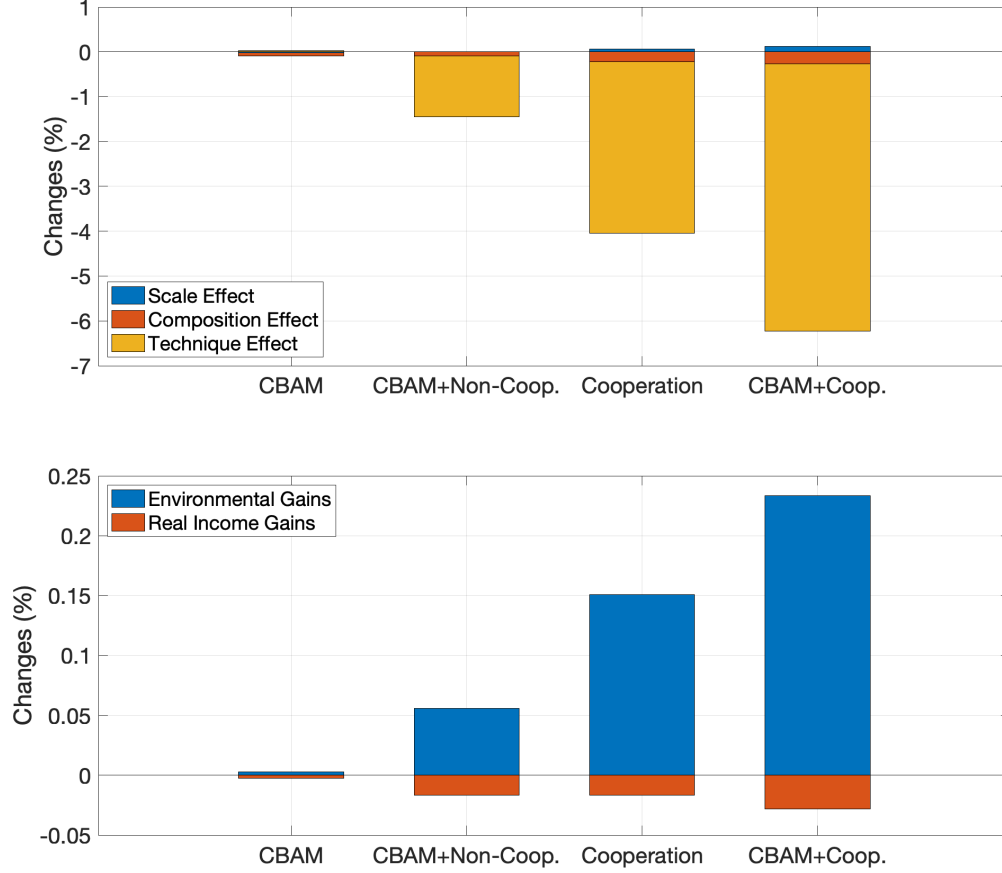 1
0
-1
-2
-3
-4
-5
-6
-7
Changes (%)
Scale Effect
Composition Effect
Technique Effect
CBAM CBAM+Non-Coop. Cooperation CBAM+Coop.
0.25
0.2
0.15
0.1
0.05
0
-0.05
Changes (%)
Environmental Gains
Real Income Gains
CBAM CBAM+Non-Coop. Cooperation CBAM+Coop.